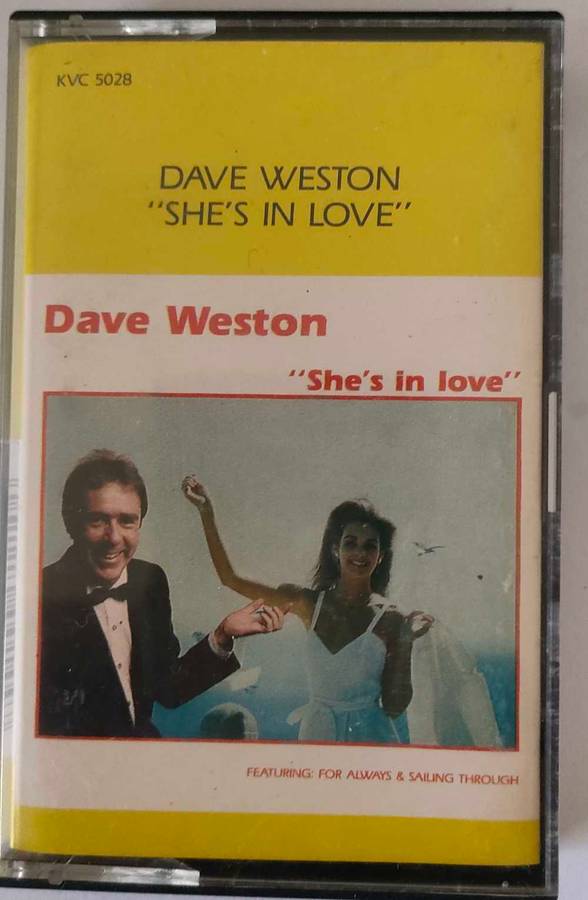 KVC 5028
DAVE WESTON
"SHE'S IN LOVE"
Dave Weston
"She's in love"
FEATURING: FOR ALWAYS & SAILING THROUGH